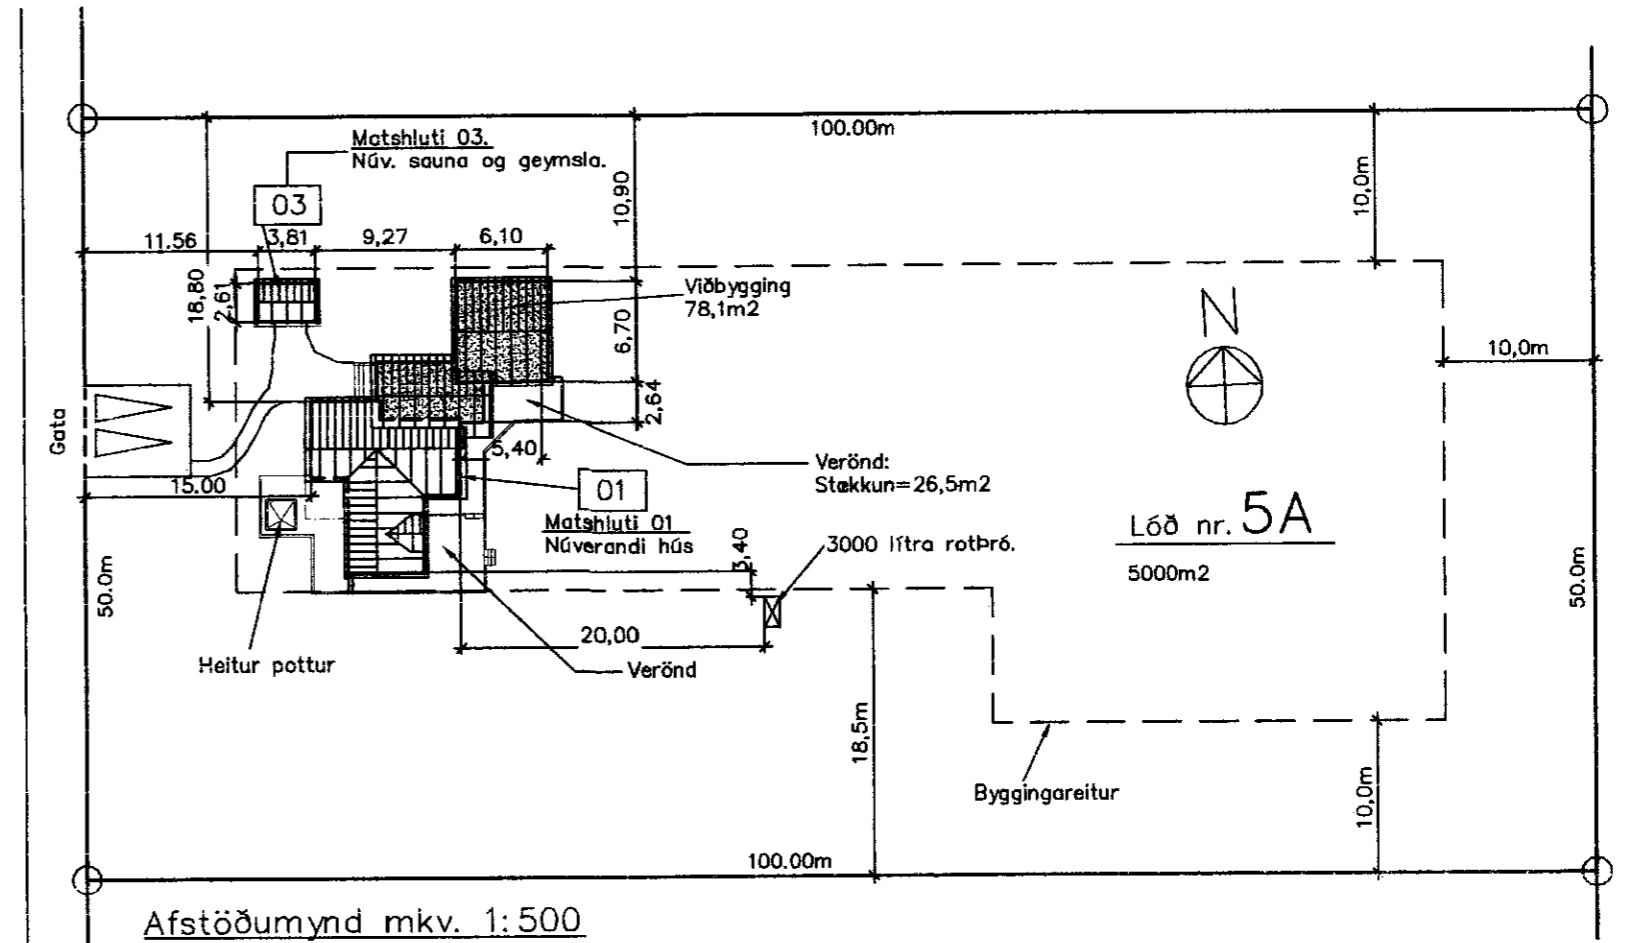 100.00m
Matshluti 03.
Núv. sauna og geymsla.
03
10,90
10,0m
11.56
3,81
9,27
6,10
18,80
2,61
Viðbygging
78,1m2
6,70
N
10,0m
2,64
Gata
5,40
Verönd:
Stækkun=26,5m2
15.00
01
Matshluti 01
Núverandi hús
Lóð nr. 5A
5000m2
3,40
3000 lítra rotþró.
50.0m
50.0m
20,00
Heitur pottur
Verönd
18,5m
Byggingareitur
10,0m
100.00m
Afstöðumynd mkv. 1:500